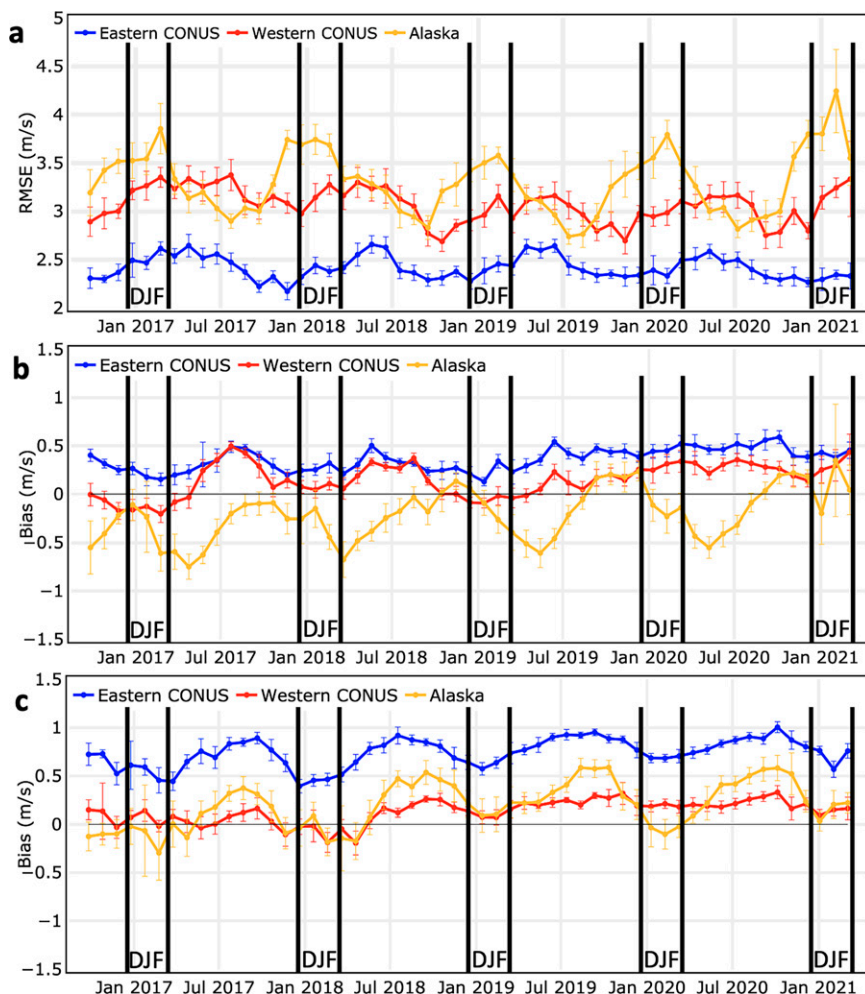 a
Eastern CONUS Western CONUS Alaska
RMSE (m/s)
5
4.5
4
3.5
3
2.5
2
DJF DJF DJF DJF DJF
Jan 2017 Jul 2017 Jan 2018 Jul 2018 Jan 2019 Jul 2019 Jan 2020 Jul 2020 Jan 2021
b
Eastern CONUS Western CONUS Alaska
Bias (m/s)
1.5
1
0.5
0
−0.5
−1
−1.5
DJF DJF DJF DJF DJF
Jan 2017 Jul 2017 Jan 2018 Jul 2018 Jan 2019 Jul 2019 Jan 2020 Jul 2020 Jan 2021
c
Eastern CONUS Western CONUS Alaska
Bias (m/s)
1.5
1
0.5
0
−0.5
−1
−1.5
DJF DJF DJF DJF DJF
Jan 2017 Jul 2017 Jan 2018 Jul 2018 Jan 2019 Jul 2019 Jan 2020 Jul 2020 Jan 2021